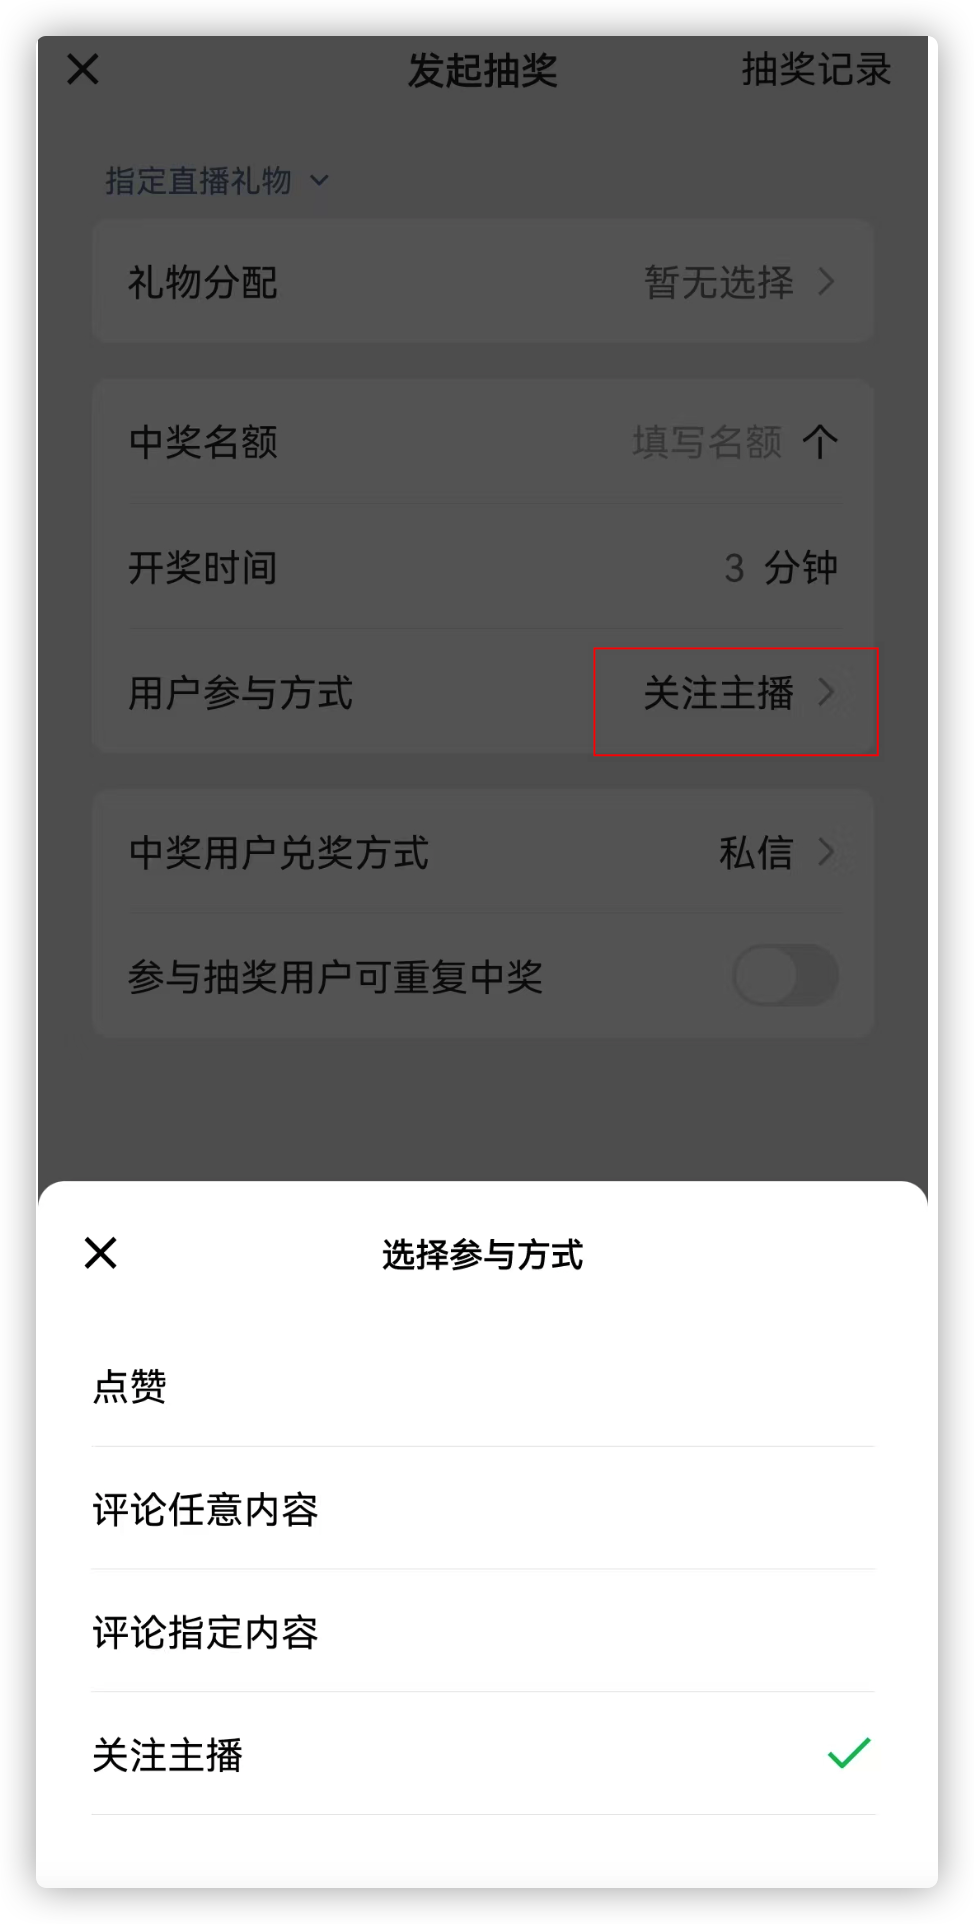 发起抽奖 抽奖记录
指定直播礼物
礼物分配 暂无选择
中奖名额 填写名额 个
开奖时间 3 分钟
用户参与方式 关注主播
中奖用户兑奖方式 私信
参与抽奖用户可重复中奖
选择参与方式
点赞
评论任意内容
评论指定内容
关注主播